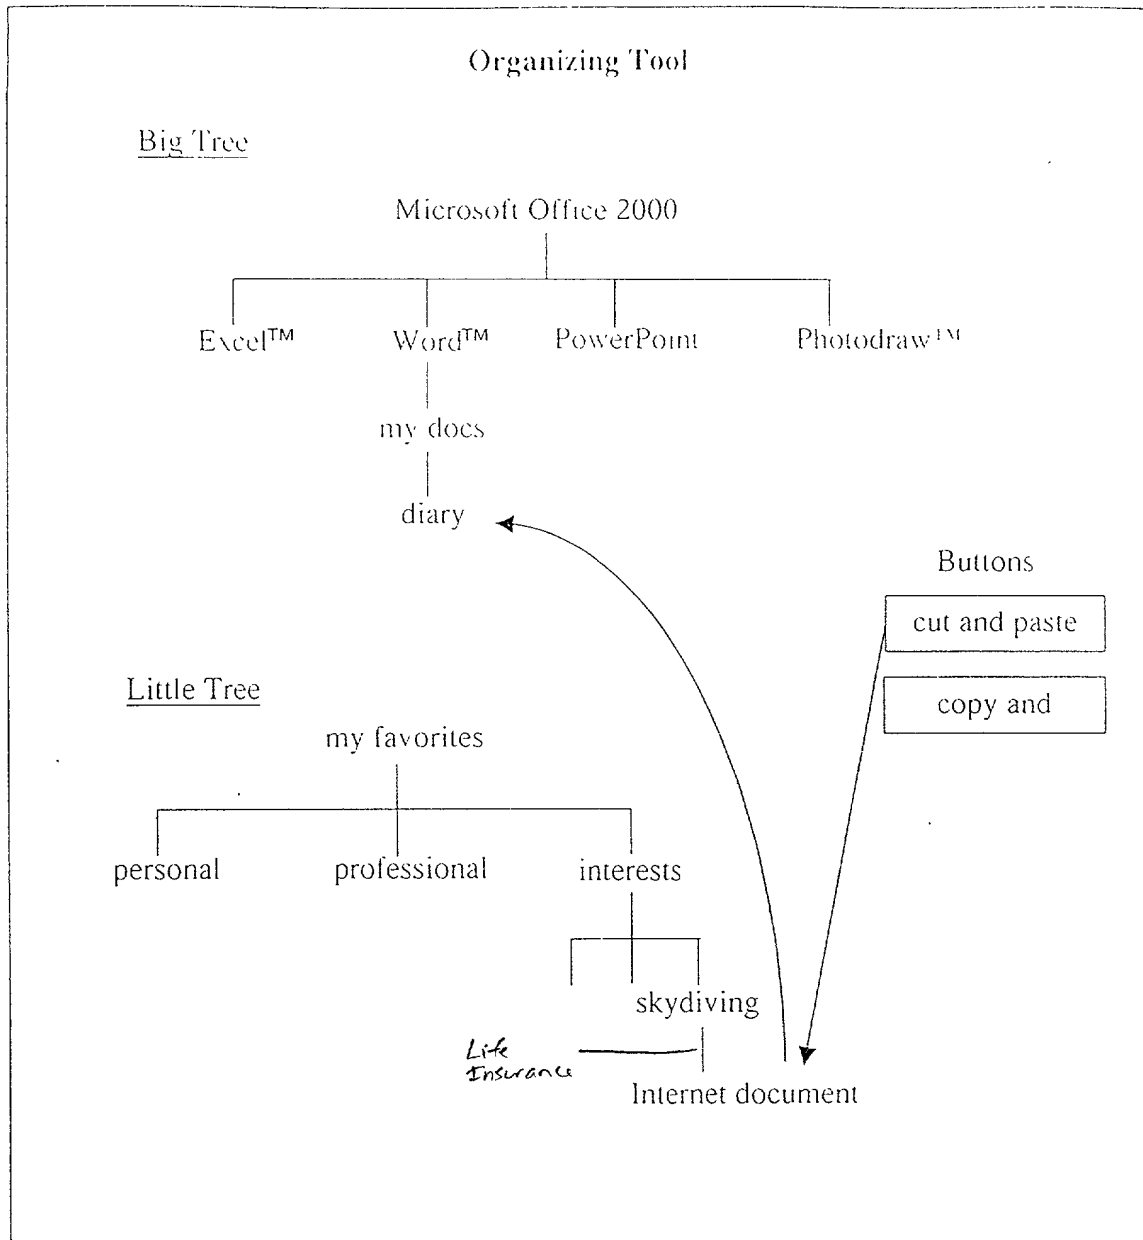 Organizing Tool
Big Tree
Microsoft Office 2000
Excel™ Word™ PowerPoint Photodraw™
my docs
diary
Buttons
cut and paste
copy and
Little Tree
my favorites
personal professional interests
skydiving
Life
Insurance
Internet document